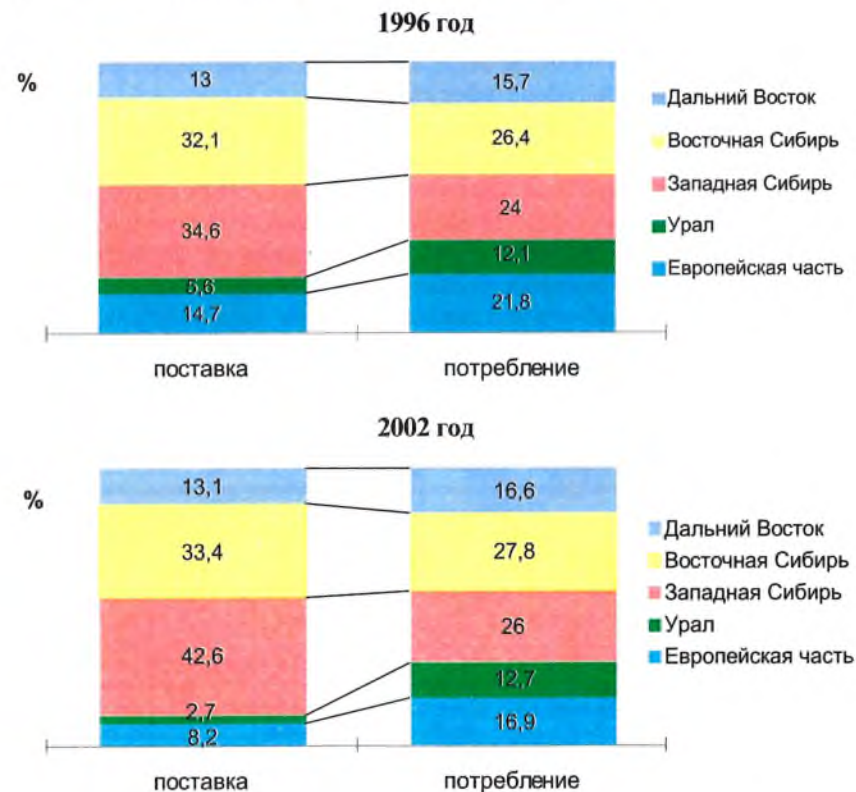 1996 год
%
13
15,7
32,1
26,4
34,6
24
5,6
12,1
14,7
21,8
Дальний Восток
Восточная Сибирь
Западная Сибирь
Урал
Европейская часть
поставка
потребление
2002 год
%
13,1
16,6
33,4
27,8
42,6
26
2,7
12,7
8,2
16,9
Дальний Восток
Восточная Сибирь
Западная Сибирь
Урал
Европейская часть
поставка
потребление